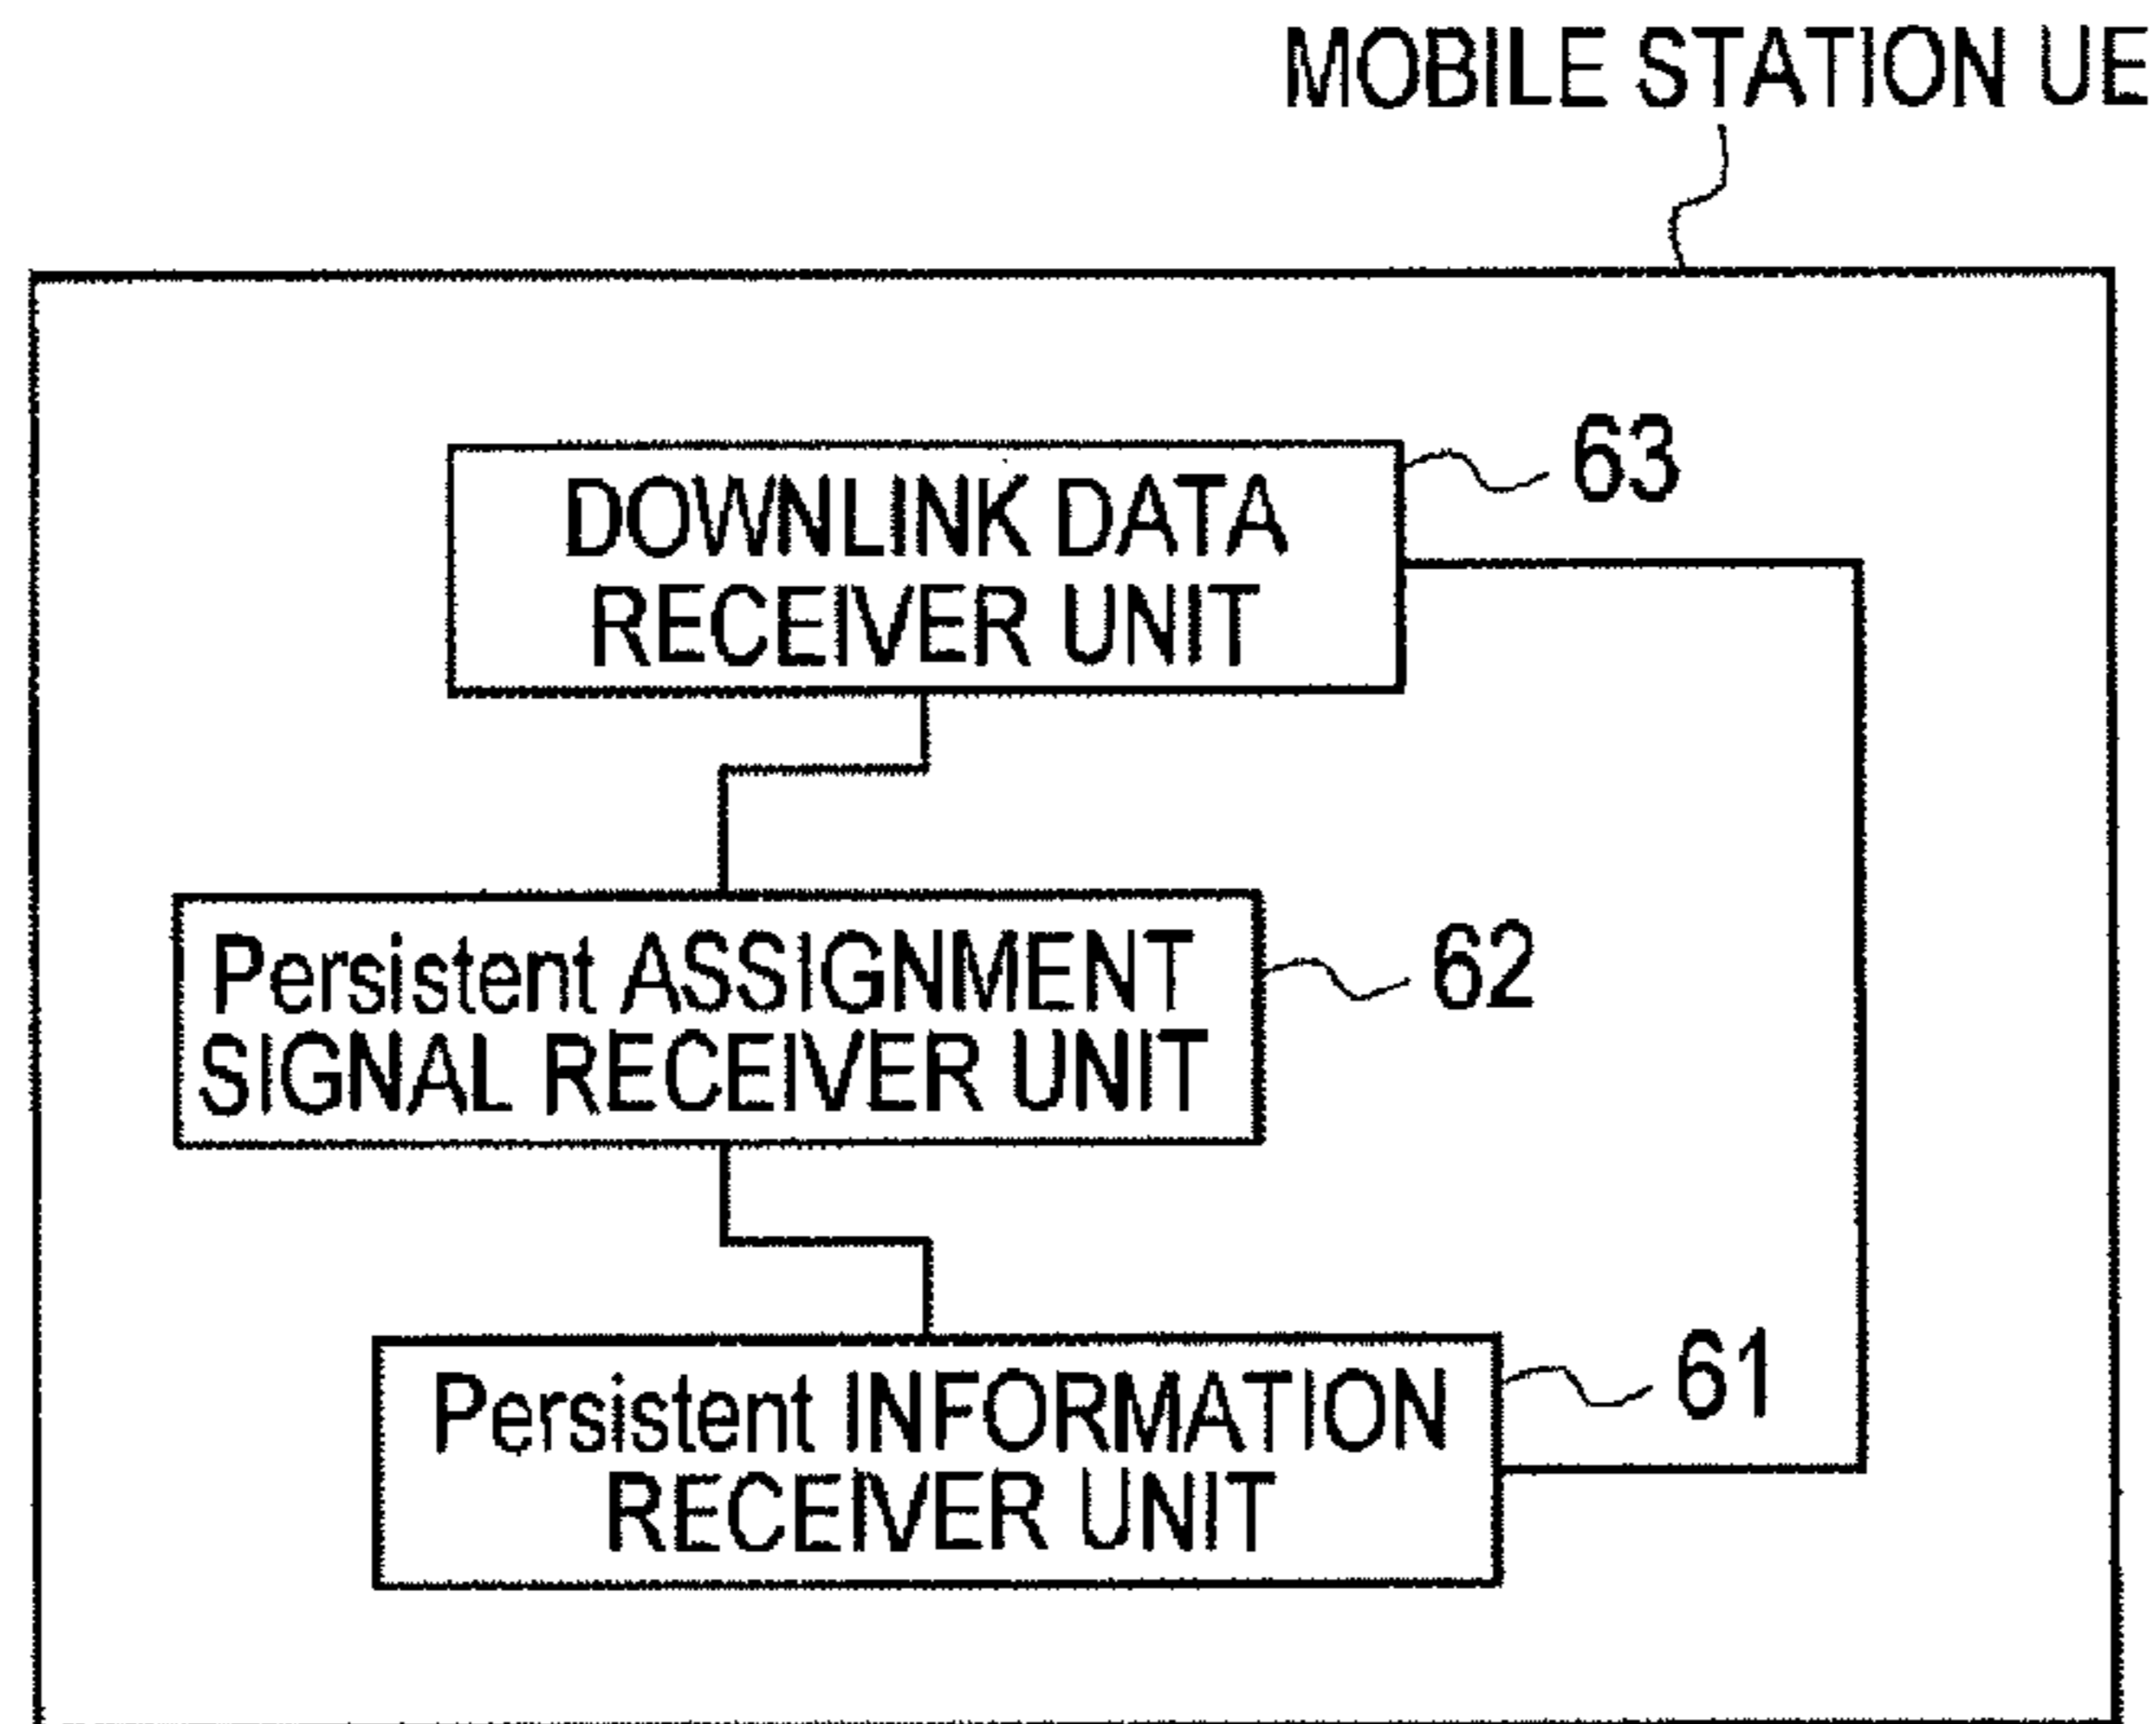 MOBILE STATION UE
DOWNLINK DATA
RECEIVER UNIT
63
Persistent ASSIGNMENT
SIGNAL RECEIVER UNIT
62
Persistent INFORMATION
RECEIVER UNIT
61